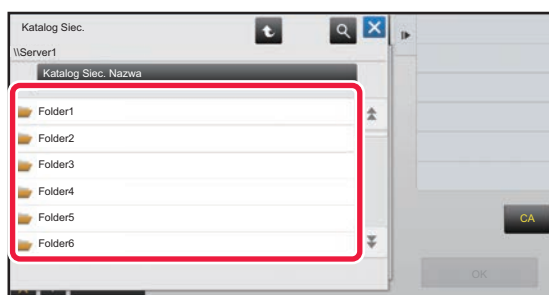 Katalog Siec.
\\Server1
Katalog Siec. Nazwa
Folder1
Folder2
Folder3
Folder4
Folder5
Folder6
CA
OK